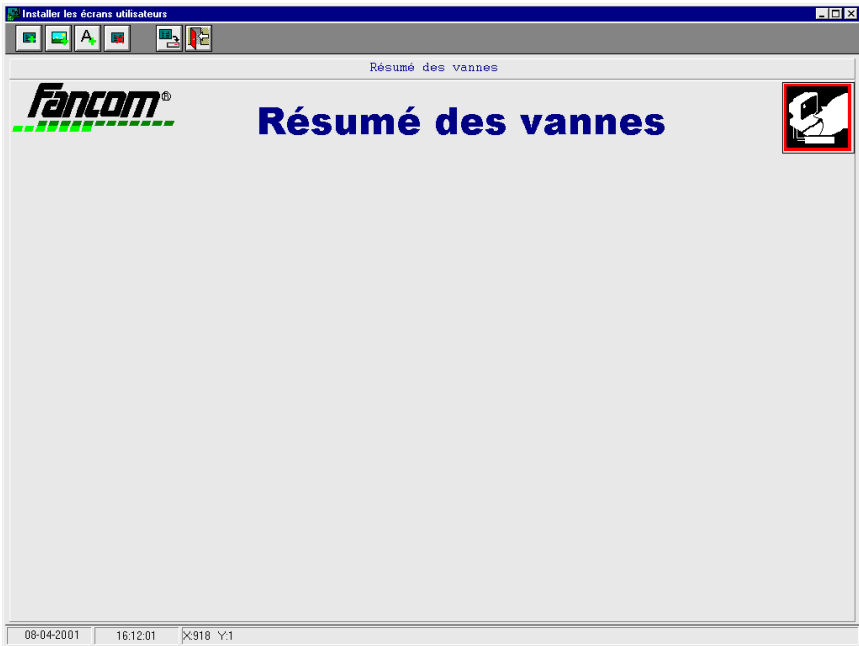 Installer les écrans utilisateurs
A
Résumé des vannes
Fancom®
Résumé des vannes
08-04-2001 16:12:01 X:918 Y:1